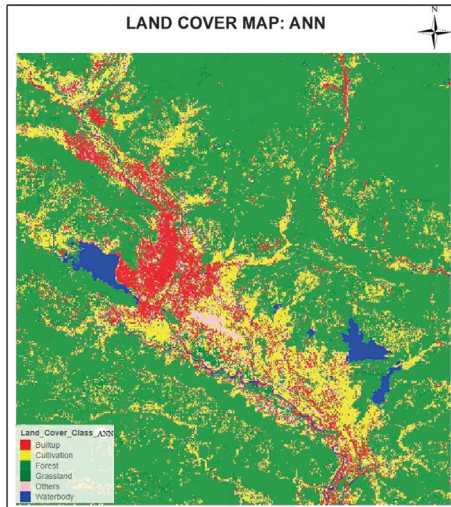 LAND COVER MAP: ANN
N
Land_Cover_Class_ANN
Builtup
Cultivation
Forest
Grassland
Others
Waterbody